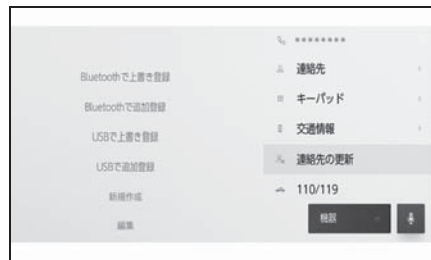 ********
連絡先
Bluetoothで上書き登録
キーパッド
Bluetoothで追加登録
交通情報
USBで上書き登録
連絡先の更新
USBで追加登録
110/119
新規作成
機器
編集